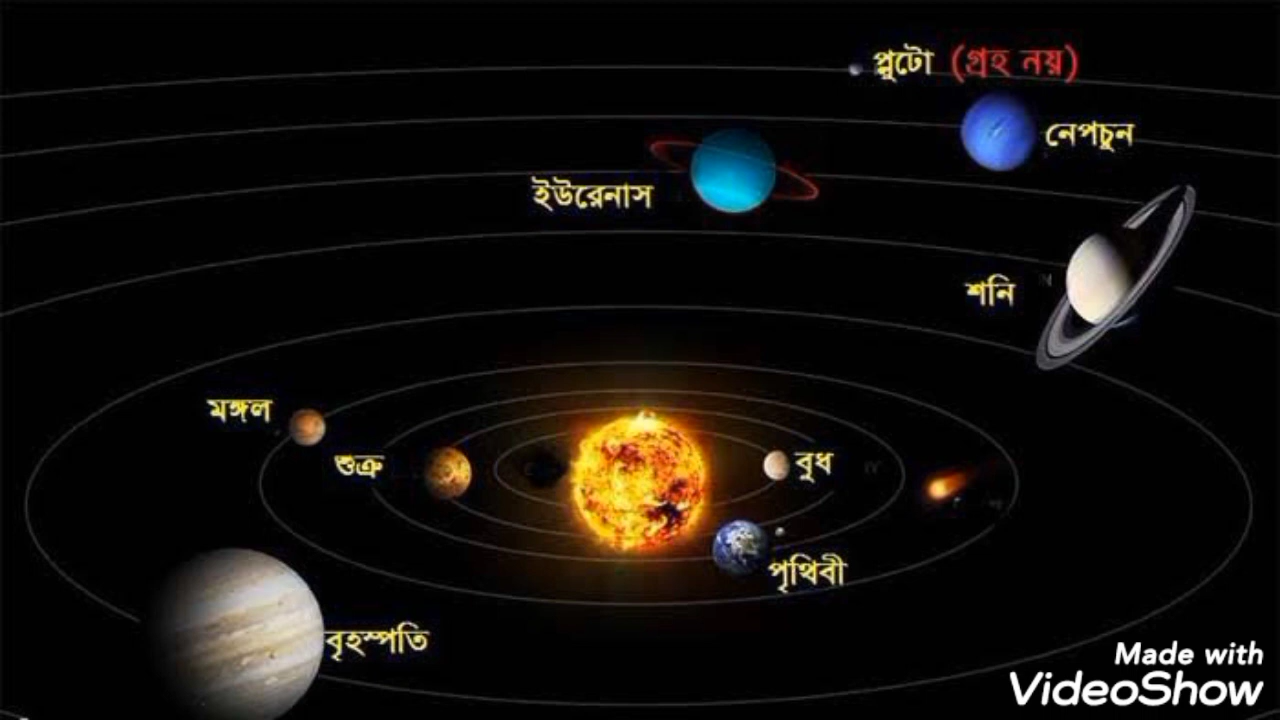 প্লুটো (গ্রহ নয়)
নেপচুন
ইউরেনাস
শনি
মঙ্গল
শুত্রু
বুধ
পৃথিবী
বৃহস্পতি
Made with
VideoShow